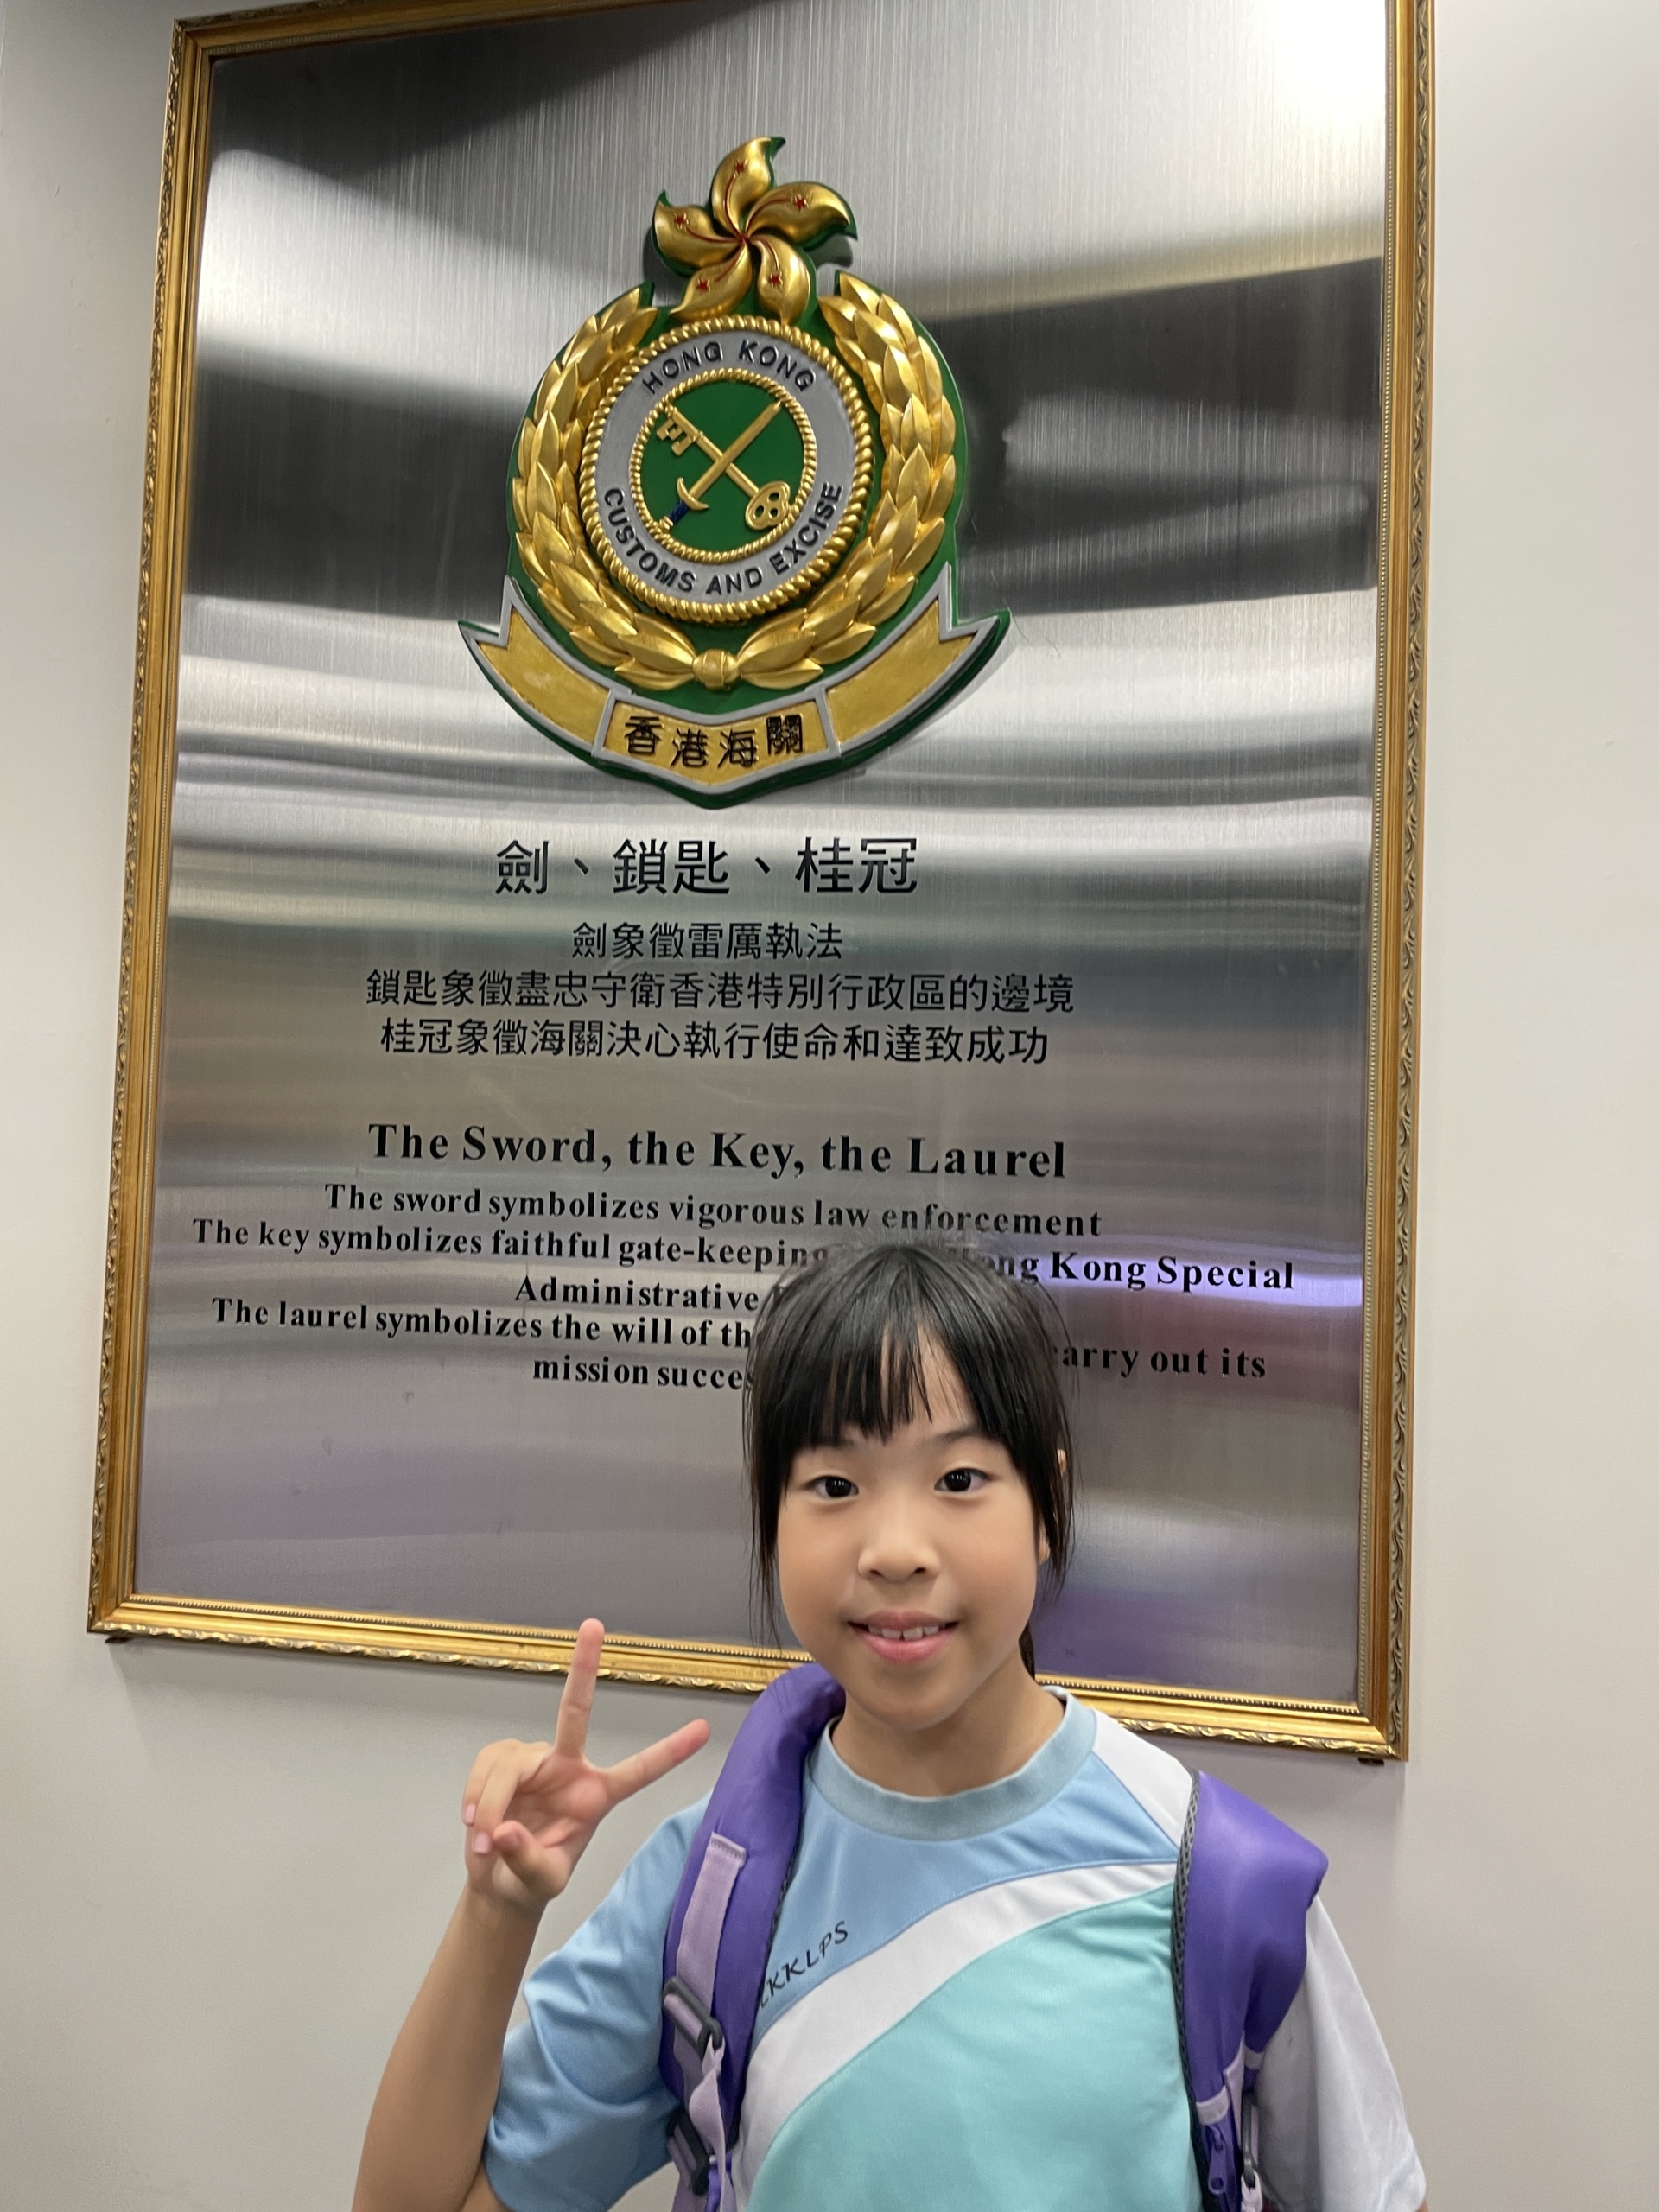 HONG KONG
CUSTOMS AND EXCISE
香港海關
劍、鎖匙、桂冠
劍象徵雷厲執法
鎖匙象徵盡忠守衛香港特別行政區的邊境
桂冠象徵海關決心執行使命和達致成功
The Sword, the Key, the Laurel
The sword symbolizes vigorous law enforcement
The key symbolizes faithful gate-keeping Kong Special
Administrative
The laurel symbolizes the will of out its
mission